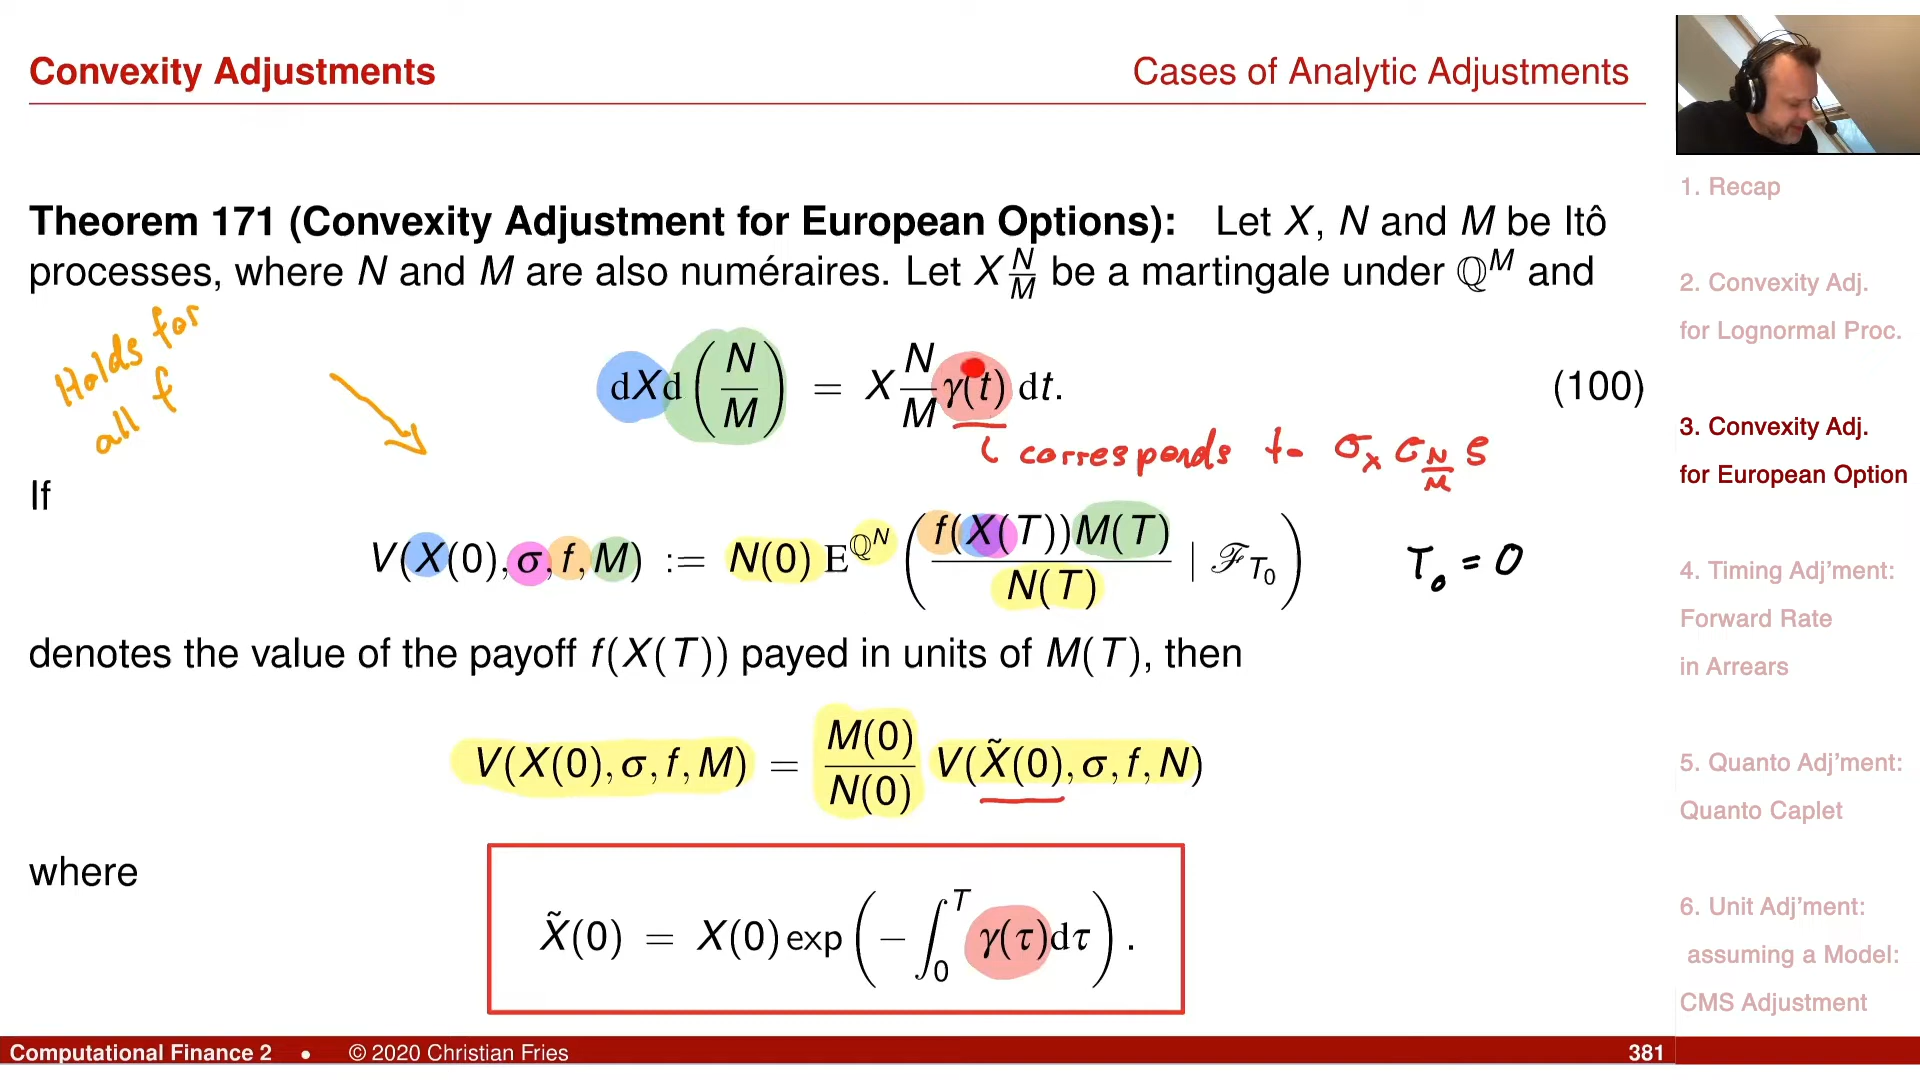 Convexity Adjustments
Cases of Analytic Adjustments
Theorem 171 (Convexity Adjustment for European Options): Let X, N and M be Itô
processes, where N and M are also numéraires. Let X N/M be a martingale under ℚ^M and
Holds for
all f
dXd(N/M) = X N/M γ(t) dt. (100)
corresponds to σ_X σ_{N/M} ρ
If
V(X(0), σ, f, M) := N(0) E^{ℚ^N} ( f(X(T))M(T) / N(T) | ℱ_{T_0} )
T_0 = 0
denotes the value of the payoff f(X(T)) payed in units of M(T), then
V(X(0), σ, f, M) = M(0)/N(0) V(X̃(0), σ, f, N)
where
X̃(0) = X(0) exp( − ∫_0^T γ(τ)dτ ) .
1. Recap
2. Convexity Adj.
for Lognormal Proc.
3. Convexity Adj.
for European Option
4. Timing Adj'ment:
Forward Rate
in Arrears
5. Quanto Adj'ment:
Quanto Caplet
6. Unit Adj'ment:
assuming a Model:
CMS Adjustment
Computational Finance 2 • © 2020 Christian Fries
381